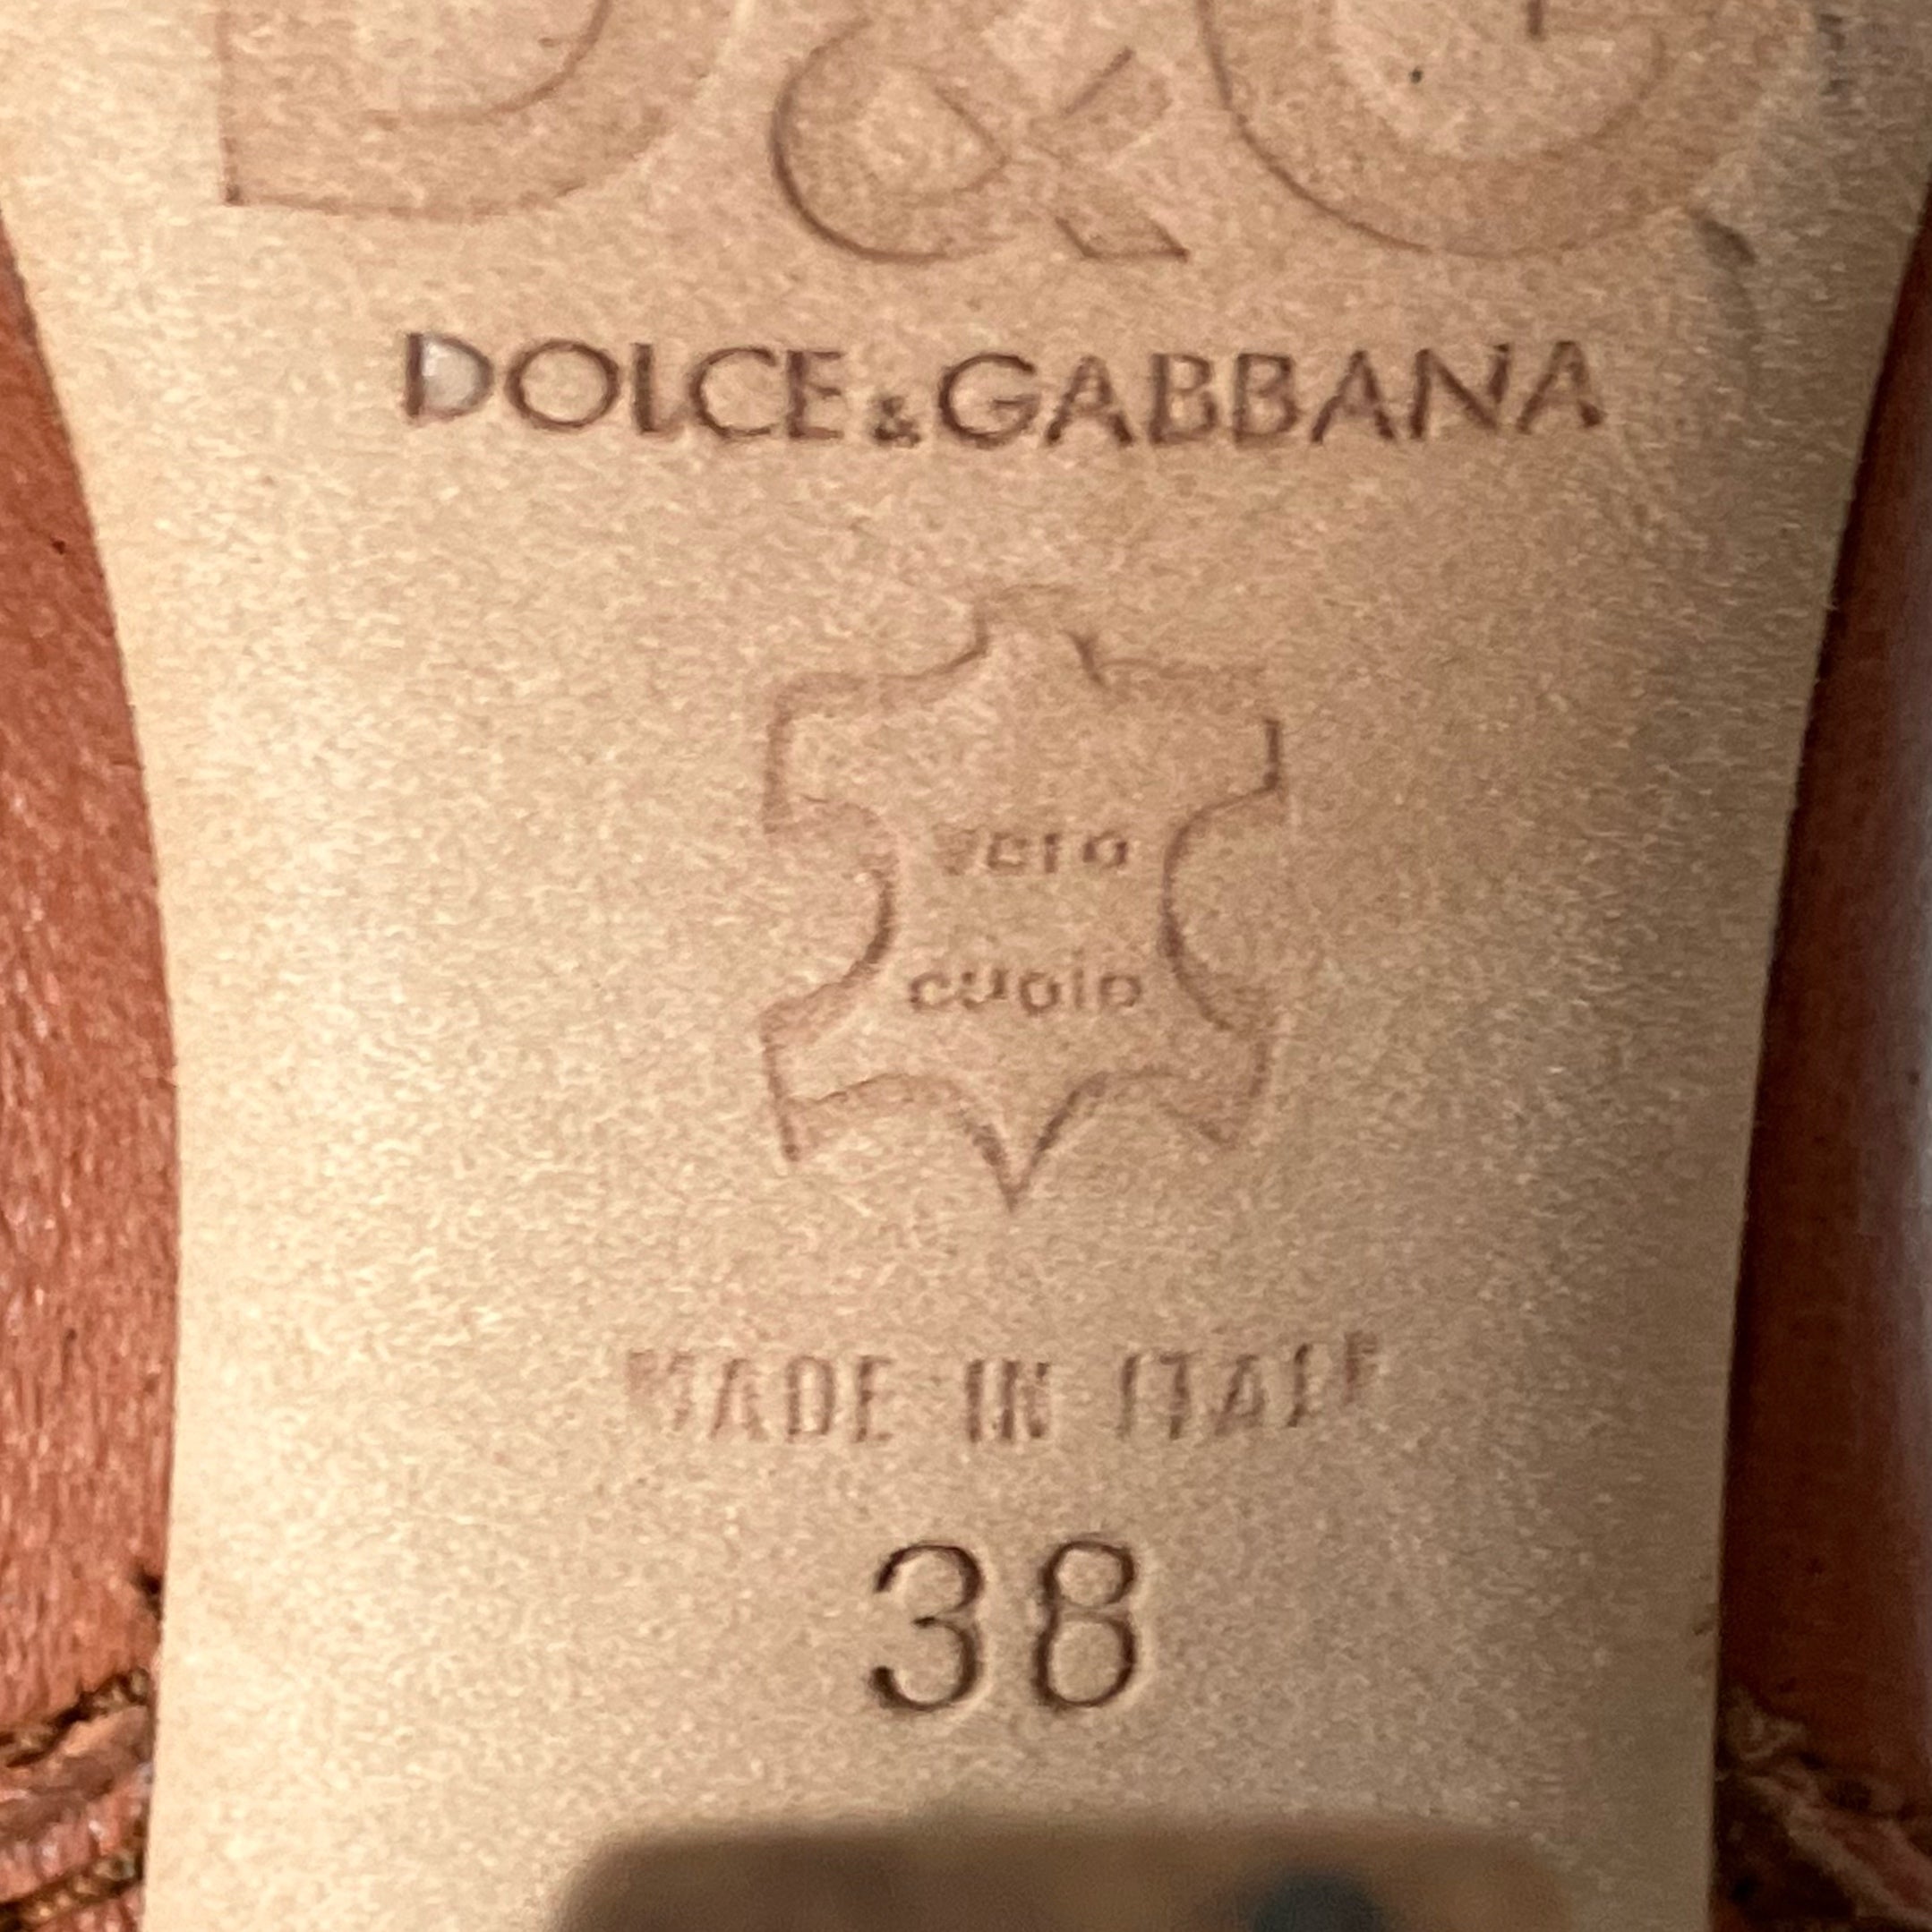 D&G
DOLCE&GABBANA
vero
cuoio
MADE IN ITALY
38